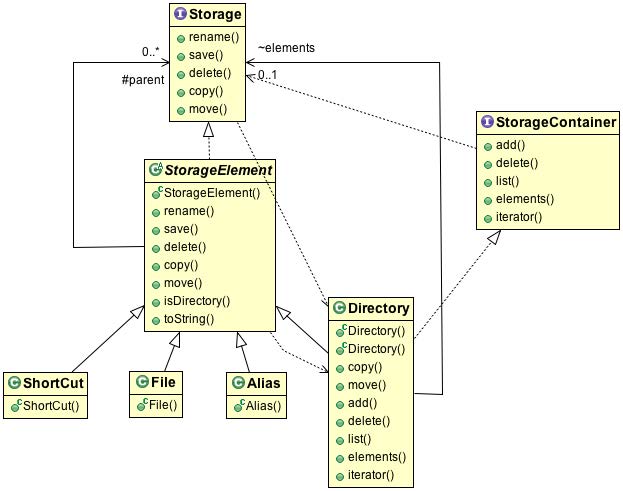 Storage
rename()
save()
delete()
copy()
move()
0..*
#parent
~elements
0..1
StorageContainer
add()
delete()
list()
elements()
iterator()
StorageElement
StorageElement()
rename()
save()
delete()
copy()
move()
isDirectory()
toString()
Directory
Directory()
Directory()
copy()
move()
add()
delete()
list()
elements()
iterator()
ShortCut
ShortCut()
File
File()
Alias
Alias()